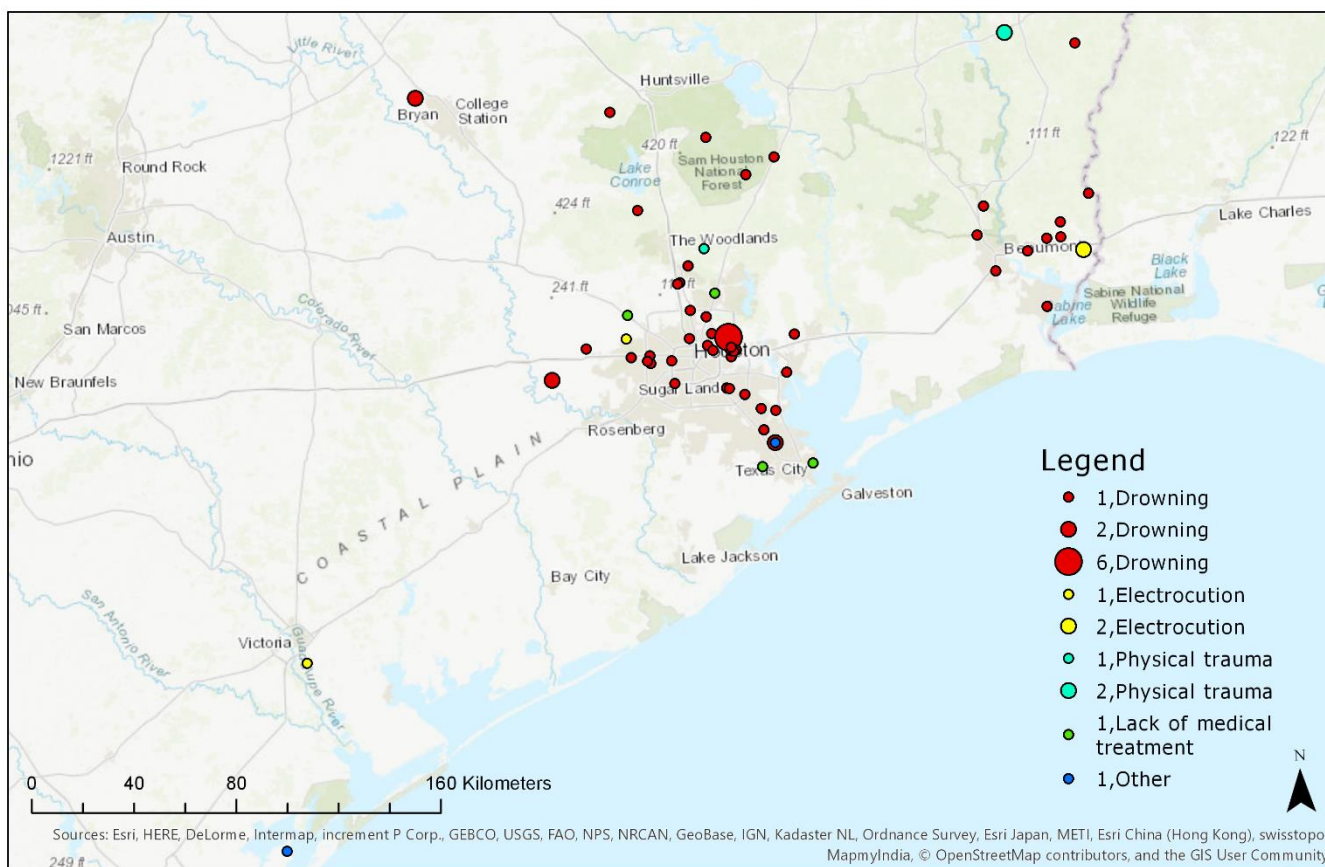 Little River
Huntsville
Bryan
College
Station
111 ft
122 ft
1221 ft
Round Rock
420 ft
Sam Houston
National
Forest
Lake
Conroe
424 ft
Lake Charles
Austin
The Woodlands
Beaumont
Black
Lake
Colorado River
241 ft
Sabine National
Wildlife
Refuge
Sabine
Lake
045 ft
San Marcos
Houston
New Braunfels
Sugar Land
Rosenberg
nio
COASTAL PLAIN
Texas City
Galveston
Lake Jackson
Bay City
San Antonio River
Victoria
Guadalupe River
Legend
1,Drowning
2,Drowning
6,Drowning
1,Electrocution
2,Electrocution
1,Physical trauma
2,Physical trauma
1,Lack of medical
treatment
1,Other
N
0 40 80 160 Kilometers
Sources: Esri, HERE, DeLorme, Intermap, increment P Corp., GEBCO, USGS, FAO, NPS, NRCAN, GeoBase, IGN, Kadaster NL, Ordnance Survey, Esri Japan, METI, Esri China (Hong Kong), swisstopo
MapmyIndia, © OpenStreetMap contributors, and the GIS User Community
249 ft